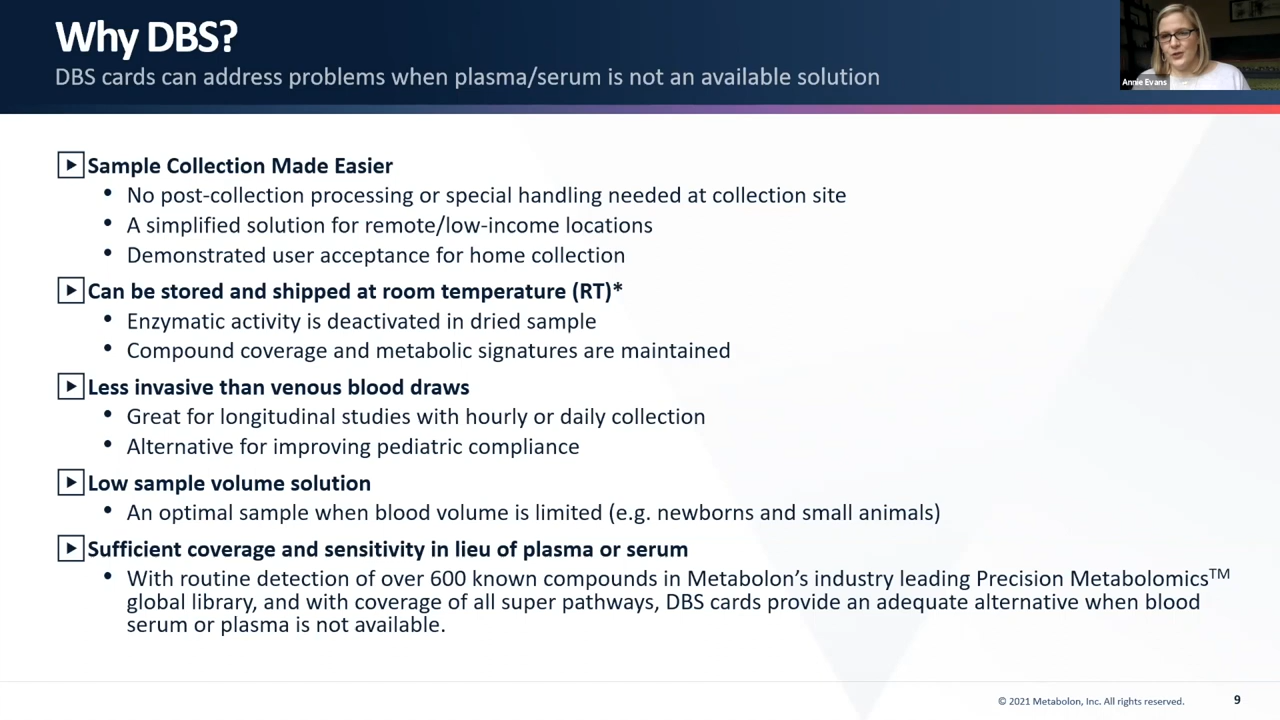 Why DBS?
DBS cards can address problems when plasma/serum is not an available solution
Annie Evans
Sample Collection Made Easier
• No post-collection processing or special handling needed at collection site
• A simplified solution for remote/low-income locations
• Demonstrated user acceptance for home collection
Can be stored and shipped at room temperature (RT)*
• Enzymatic activity is deactivated in dried sample
• Compound coverage and metabolic signatures are maintained
Less invasive than venous blood draws
• Great for longitudinal studies with hourly or daily collection
• Alternative for improving pediatric compliance
Low sample volume solution
• An optimal sample when blood volume is limited (e.g. newborns and small animals)
Sufficient coverage and sensitivity in lieu of plasma or serum
• With routine detection of over 600 known compounds in Metabolon’s industry leading Precision Metabolomics™
global library, and with coverage of all super pathways, DBS cards provide an adequate alternative when blood
serum or plasma is not available.
© 2021 Metabolon, Inc. All rights reserved.
9